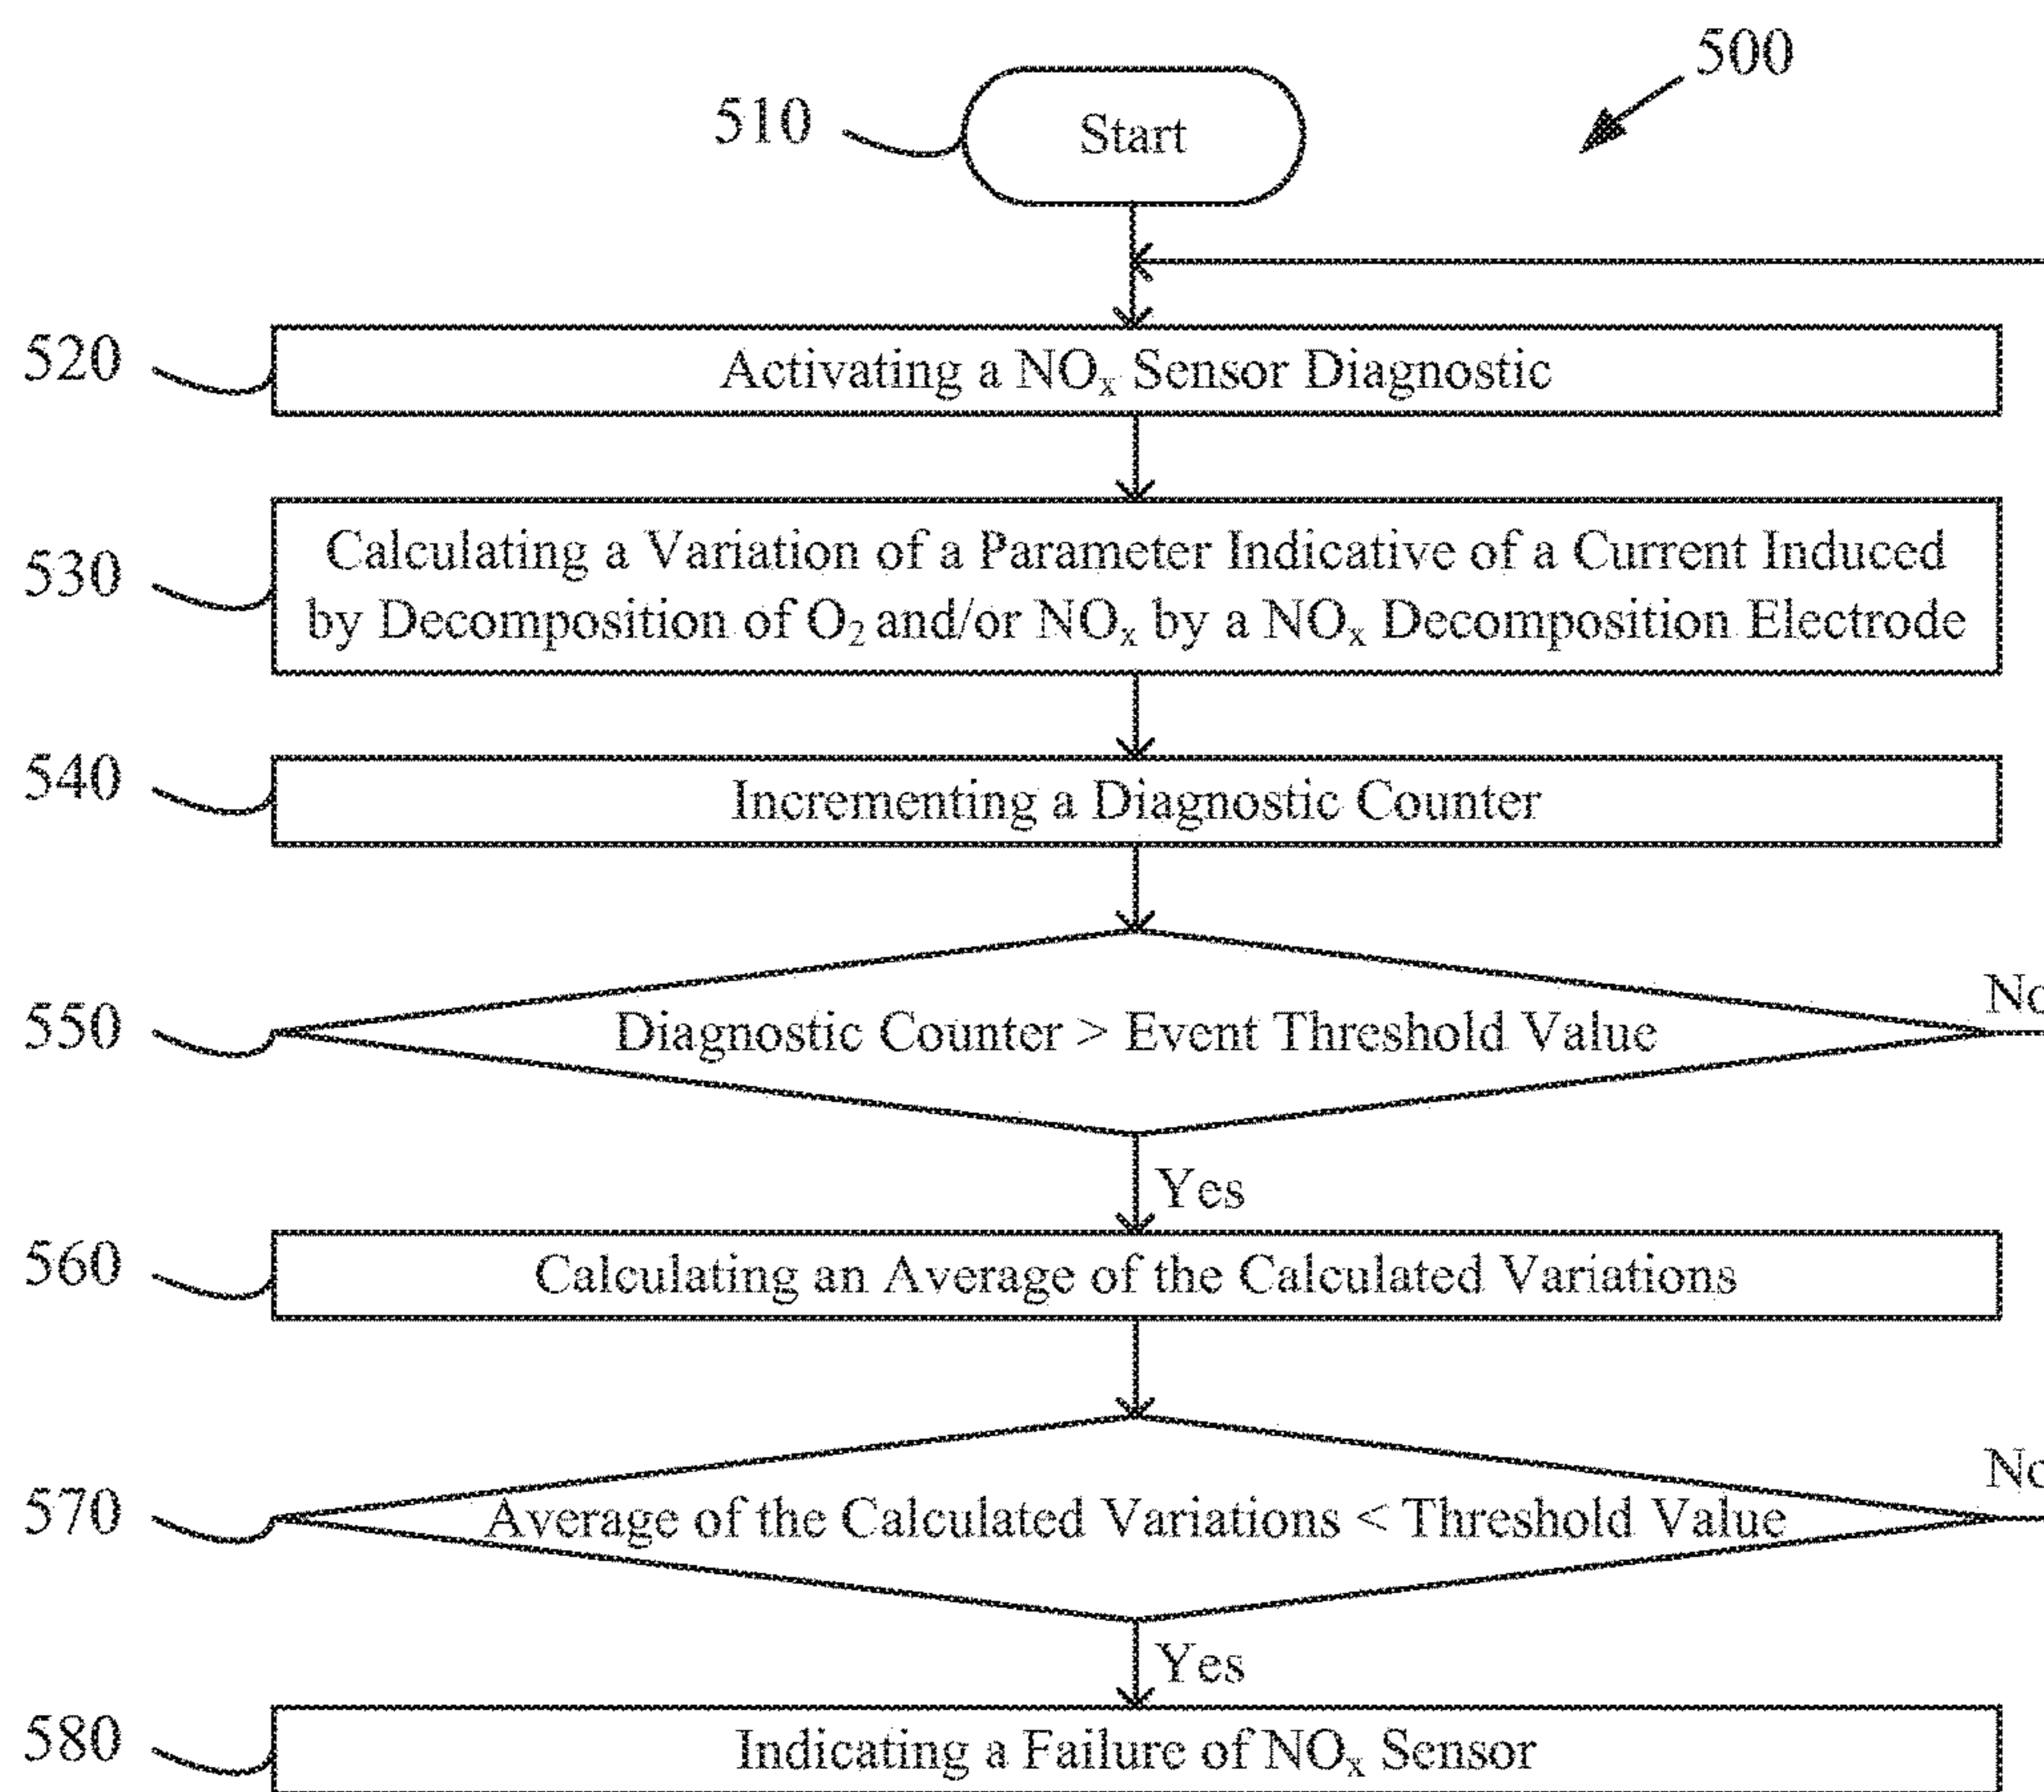 500
510
Start
520
Activating a NOₓ Sensor Diagnostic
530
Calculating a Variation of a Parameter Indicative of a Current Induced
by Decomposition of O₂ and/or NOₓ by a NOₓ Decomposition Electrode
540
Incrementing a Diagnostic Counter
No
550
Diagnostic Counter > Event Threshold Value
Yes
560
Calculating an Average of the Calculated Variations
No
570
Average of the Calculated Variations < Threshold Value
Yes
580
Indicating a Failure of NOₓ Sensor